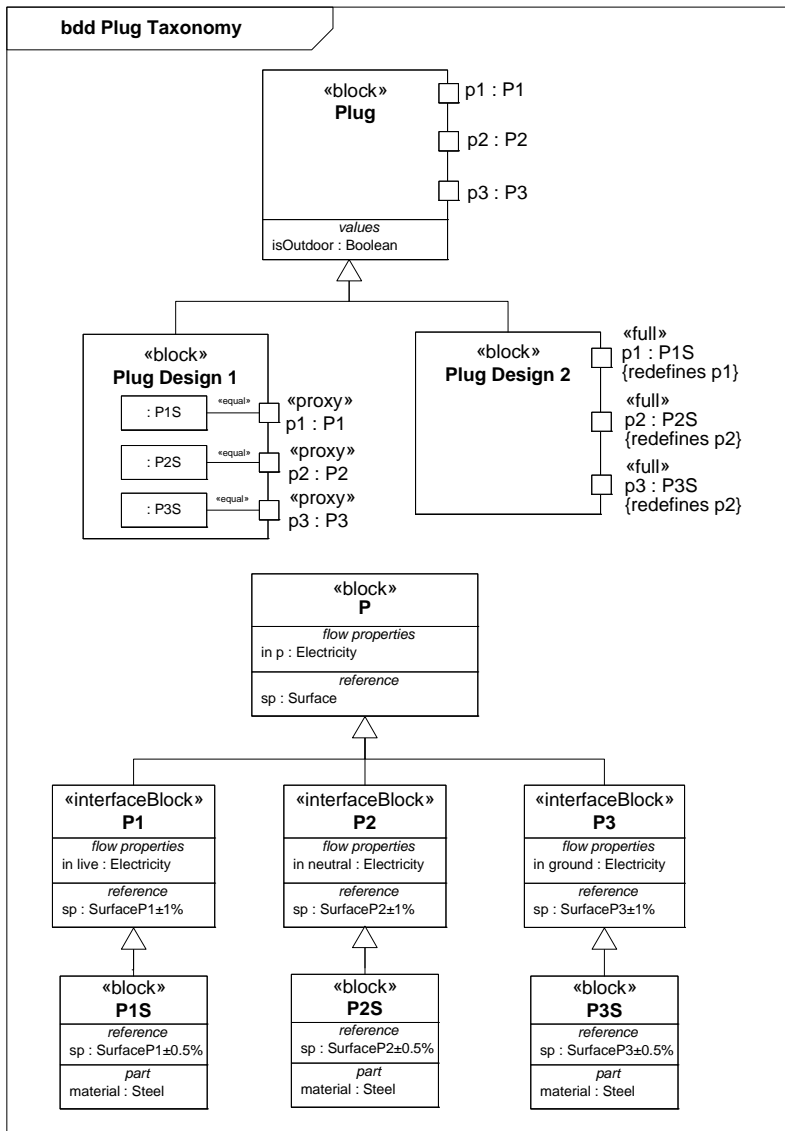 bdd Plug Taxonomy
«block»
Plug
p1 : P1
p2 : P2
p3 : P3
values
isOutdoor : Boolean
«block»
Plug Design 1
: P1S
«equal»
«proxy»
p1 : P1
: P2S
«equal»
«proxy»
p2 : P2
: P3S
«equal»
«proxy»
p3 : P3
«block»
Plug Design 2
«full»
p1 : P1S
{redefines p1}
«full»
p2 : P2S
{redefines p2}
«full»
p3 : P3S
{redefines p2}
«block»
P
flow properties
in p : Electricity
reference
sp : Surface
«interfaceBlock»
P1
flow properties
in live : Electricity
reference
sp : SurfaceP1±1%
«interfaceBlock»
P2
flow properties
in neutral : Electricity
reference
sp : SurfaceP2±1%
«interfaceBlock»
P3
flow properties
in ground : Electricity
reference
sp : SurfaceP3±1%
«block»
P1S
reference
sp : SurfaceP1±0.5%
part
material : Steel
«block»
P2S
reference
sp : SurfaceP2±0.5%
part
material : Steel
«block»
P3S
reference
sp : SurfaceP3±0.5%
part
material : Steel